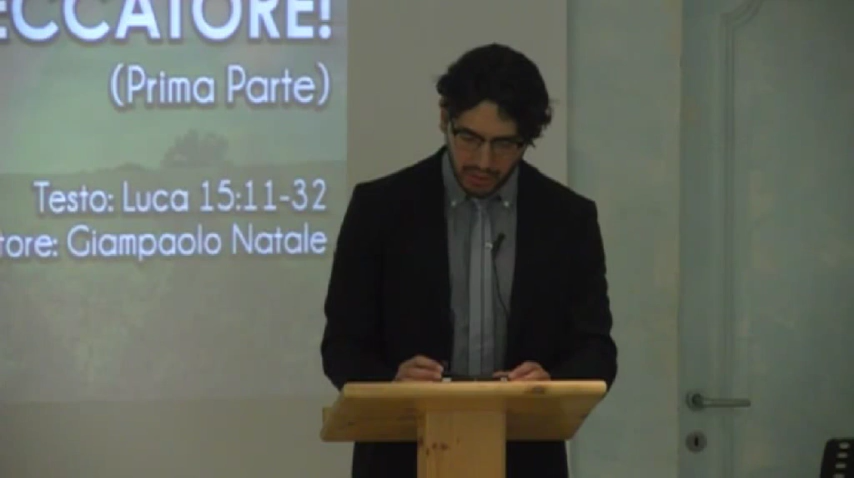 ECCATORE!
(Prima Parte)
Testo: Luca 15:11-32
tore: Giampaolo Natale